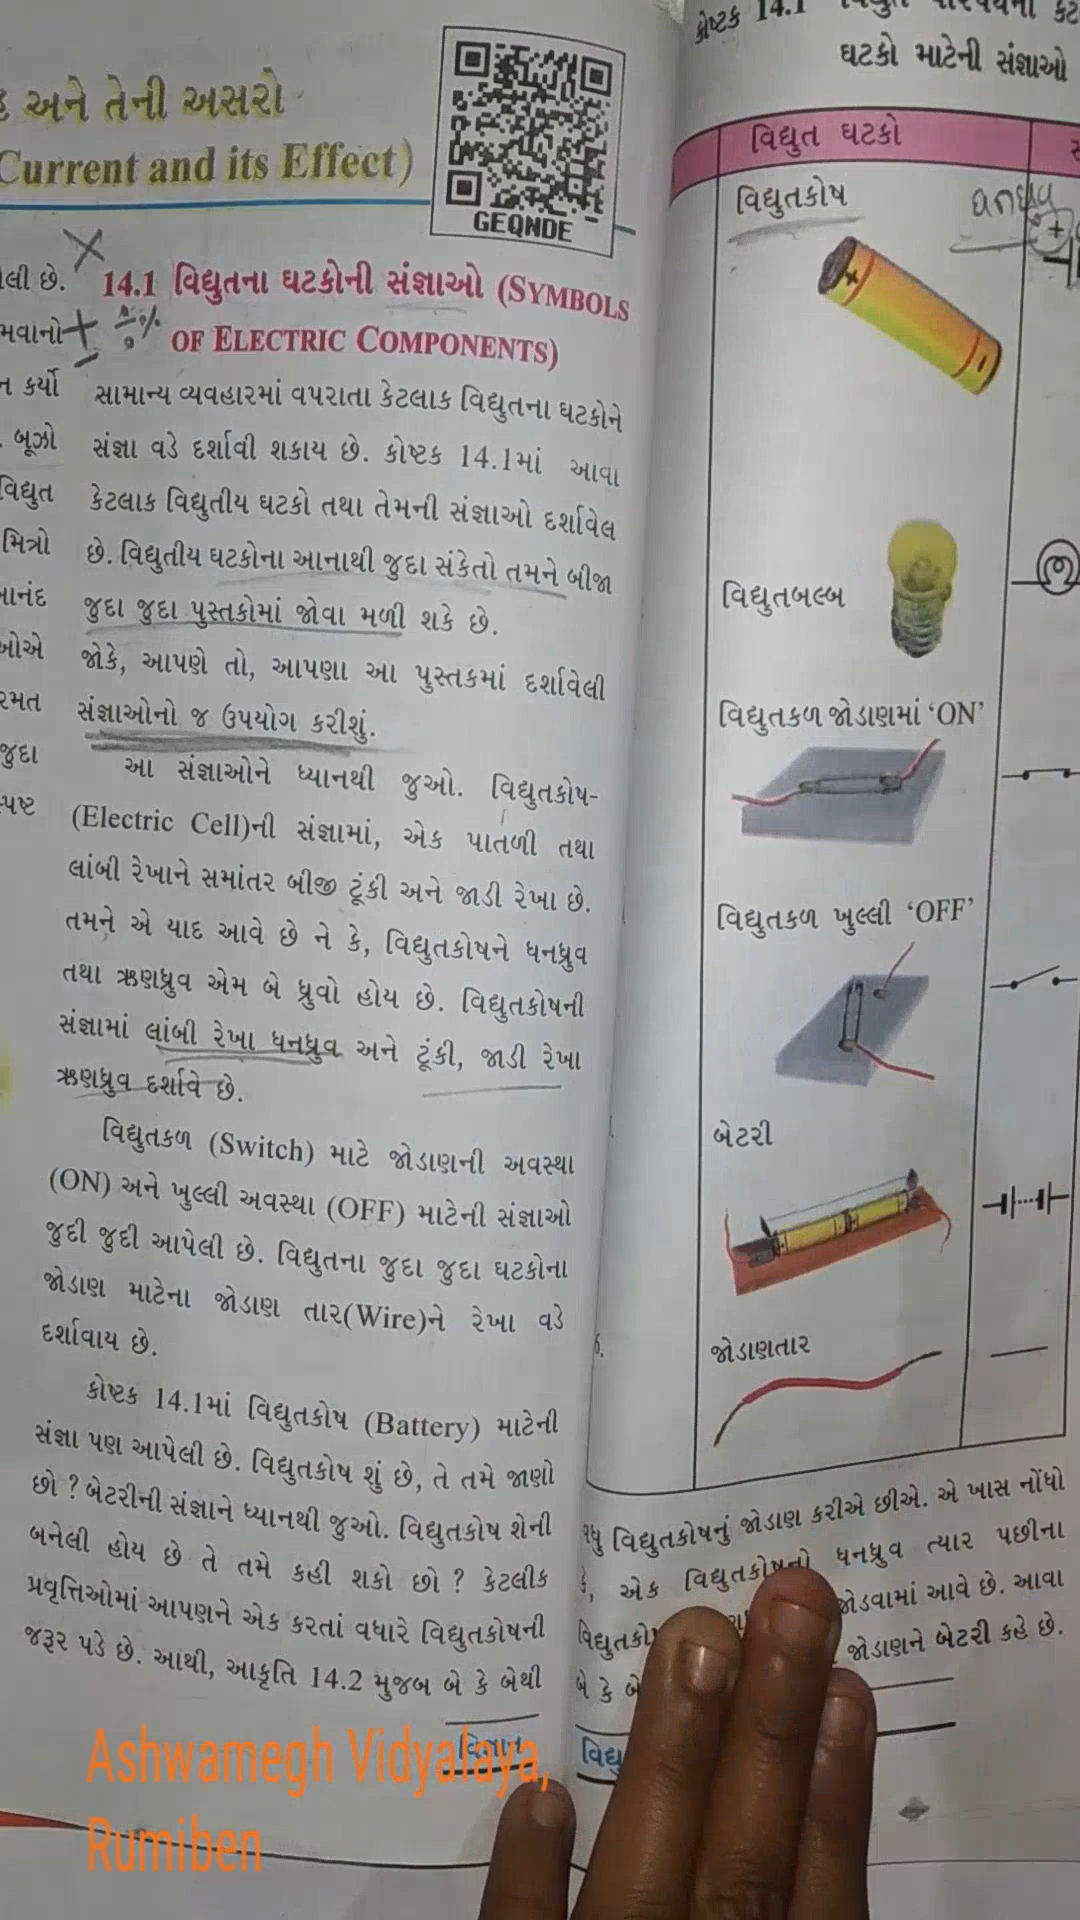 અને તેની અસરો
Current and its Effect)
GEQNDE
લી છે.
મવાનો
ન કર્યો
બૂઝો
વિદ્યુત
મિત્રો
ાનંદ
ઓએ
રમત
જુદા
સ્પષ્ટ
14.1 વિદ્યુતના ઘટકોની સંજ્ઞાઓ (SYMBOLS
OF ELECTRIC COMPONENTS)
સામાન્ય વ્યવહારમાં વપરાતા કેટલાક વિદ્યુતના ઘટકોને
સંજ્ઞા વડે દર્શાવી શકાય છે. કોષ્ટક 14.1માં આવા
કેટલાક વિદ્યુતીય ઘટકો તથા તેમની સંજ્ઞાઓ દર્શાવેલ
છે. વિદ્યુતીય ઘટકોના આનાથી જુદા સંકેતો તમને બીજા
જુદા જુદા પુસ્તકોમાં જોવા મળી શકે છે.
જોકે, આપણે તો, આપણા આ પુસ્તકમાં દર્શાવેલી
સંજ્ઞાઓનો જ ઉપયોગ કરીશું.
આ સંજ્ઞાઓને ધ્યાનથી જુઓ. વિદ્યુતકોષ-
(Electric Cell)ની સંજ્ઞામાં, એક પાતળી તથા
લાંબી રેખાને સમાંતર બીજી ટૂંકી અને જાડી રેખા છે.
તમને એ યાદ આવે છે ને કે, વિદ્યુતકોષને ધનધ્રુવ
તથા ઋણધ્રુવ એમ બે ધ્રુવો હોય છે. વિદ્યુતકોષની
સંજ્ઞામાં લાંબી રેખા ધનધ્રુવ અને ટૂંકી, જાડી રેખા
ઋણધ્રુવ દર્શાવે છે.
વિદ્યુતકળ (Switch) માટે જોડાણની અવસ્થા
(ON) અને ખુલ્લી અવસ્થા (OFF) માટેની સંજ્ઞાઓ
જુદી જુદી આપેલી છે. વિદ્યુતના જુદા જુદા ઘટકોના
જોડાણ માટેના જોડાણ તાર(Wire)ને રેખા વડે
દર્શાવાય છે.
કોષ્ટક 14.1માં વિદ્યુતકોષ (Battery) માટેની
સંજ્ઞા પણ આપેલી છે. વિદ્યુતકોષ શું છે, તે તમે જાણો
છો ? બેટરીની સંજ્ઞાને ધ્યાનથી જુઓ. વિદ્યુતકોષ શેની
બનેલી હોય છે તે તમે કહી શકો છો ? કેટલીક
પ્રવૃત્તિઓમાં આપણને એક કરતાં વધારે વિદ્યુતકોષની
જરૂર પડે છે. આથી, આકૃતિ 14.2 મુજબ બે કે બેથી
વિજ્ઞાન
કોષ્ટક 14.1
ઘટકો માટેની સંજ્ઞાઓ
વિદ્યુત ઘટકો
વિદ્યુતકોષ
ધનધ્રુવ
વિદ્યુતબલ્બ
વિદ્યુતકળ જોડાણમાં ‘ON’
વિદ્યુતકળ ખુલ્લી ‘OFF’
બેટરી
જોડાણતાર
વધુ વિદ્યુતકોષનું જોડાણ કરીએ છીએ. એ ખાસ નોંધો
કે, એક વિદ્યુતકોષનો ધનધ્રુવ ત્યાર પછીના
વિદ્યુતકો જોડવામાં આવે છે. આવા
બે કે બે જોડાણને બેટરી કહે છે.
વિદ્યુ
Ashwamegh Vidyalaya,
Rumiben